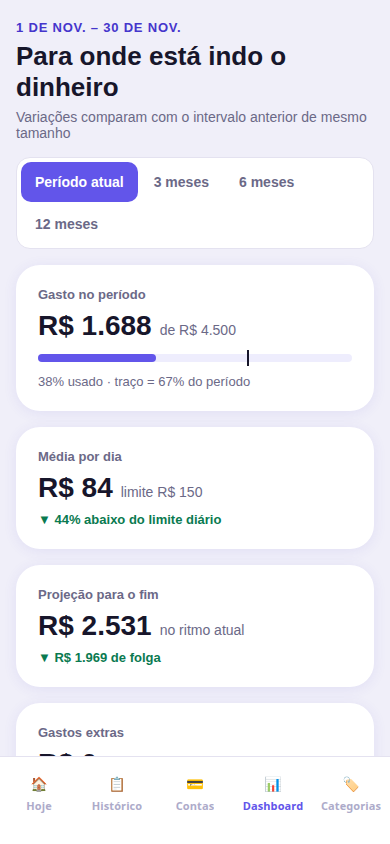 1 DE NOV. – 30 DE NOV.
Para onde está indo o
dinheiro
Variações comparam com o intervalo anterior de mesmo
tamanho
Período atual 3 meses 6 meses
12 meses
Gasto no período
R$ 1.688 de R$ 4.500
38% usado · traço = 67% do período
Média por dia
R$ 84 limite R$ 150
▼ 44% abaixo do limite diário
Projeção para o fim
R$ 2.531 no ritmo atual
▼ R$ 1.969 de folga
Gastos extras
Hoje Histórico Contas Dashboard Categorias